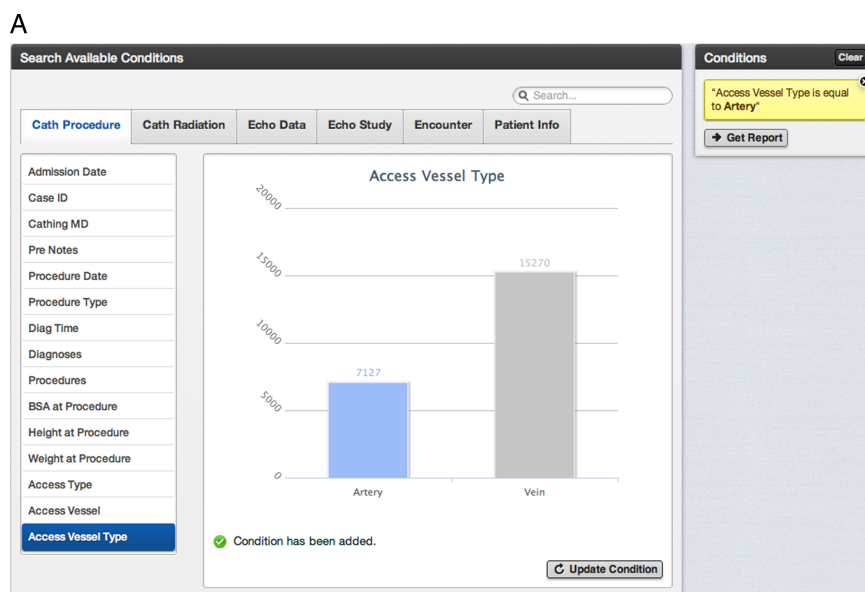 A
Search Available Conditions
Search...
Cath Procedure Cath Radiation Echo Data Echo Study Encounter Patient Info
Admission Date
Case ID
Cathing MD
Pre Notes
Procedure Date
Procedure Type
Diag Time
Diagnoses
Procedures
BSA at Procedure
Height at Procedure
Weight at Procedure
Access Type
Access Vessel
Access Vessel Type
Access Vessel Type
20000
15000
10000
5000
0
7127
15270
Artery Vein
Condition has been added.
Update Condition
Conditions Clear
"Access Vessel Type is equal
to Artery"
Get Report